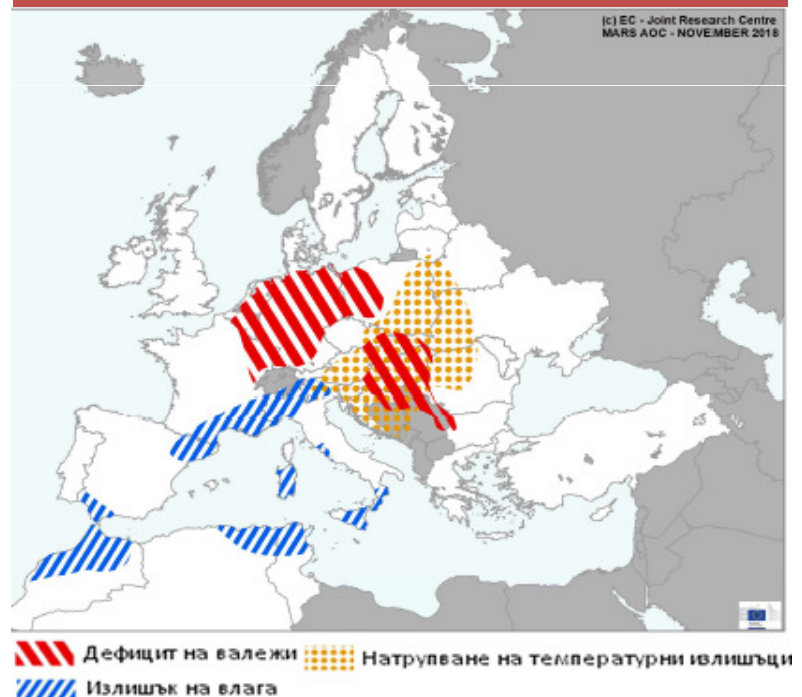 (c) EC - Joint Research Centre
MARS AOC - NOVEMBER 2018
Дефицит на валежи
Натрупване на температурни излишъци
Излишък на влага